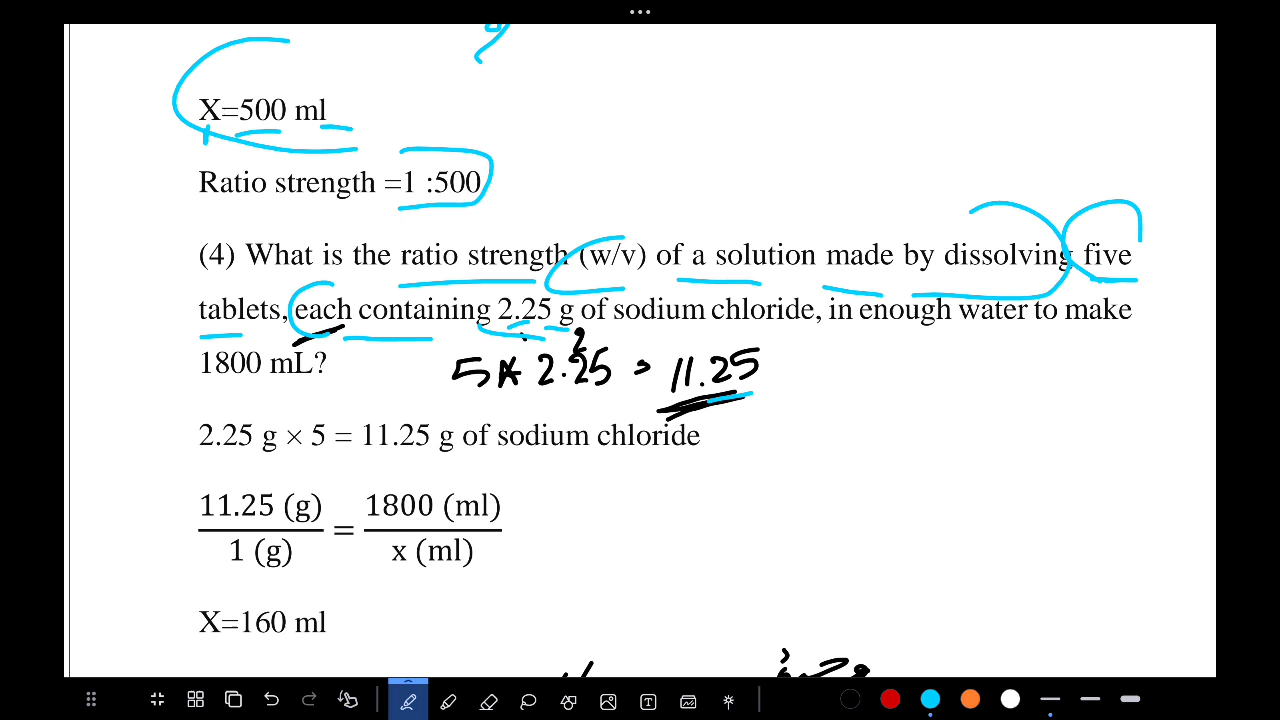 X=500 ml
Ratio strength =1 :500
(4) What is the ratio strength (w/v) of a solution made by dissolving five
tablets, each containing 2.25 g of sodium chloride, in enough water to make
1800 mL?
5 * 2.25 = 11.25
2.25 g × 5 = 11.25 g of sodium chloride
11.25 (g) / 1 (g) = 1800 (ml) / x (ml)
X=160 ml